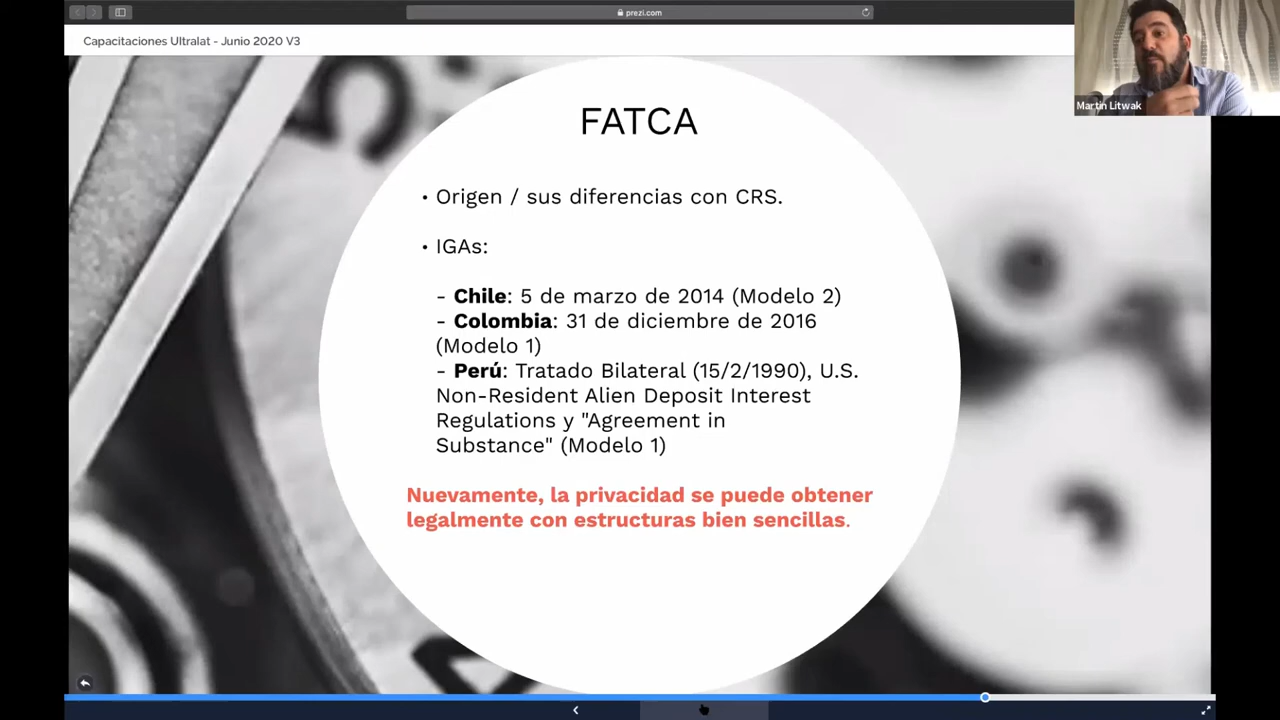 prezi.com
Capacitaciones Ultralat - Junio 2020 V3
Martin Litwak
FATCA
• Origen / sus diferencias con CRS.
• IGAs:
- Chile: 5 de marzo de 2014 (Modelo 2)
- Colombia: 31 de diciembre de 2016
(Modelo 1)
- Perú: Tratado Bilateral (15/2/1990), U.S.
Non-Resident Alien Deposit Interest
Regulations y "Agreement in
Substance" (Modelo 1)
Nuevamente, la privacidad se puede obtener
legalmente con estructuras bien sencillas.